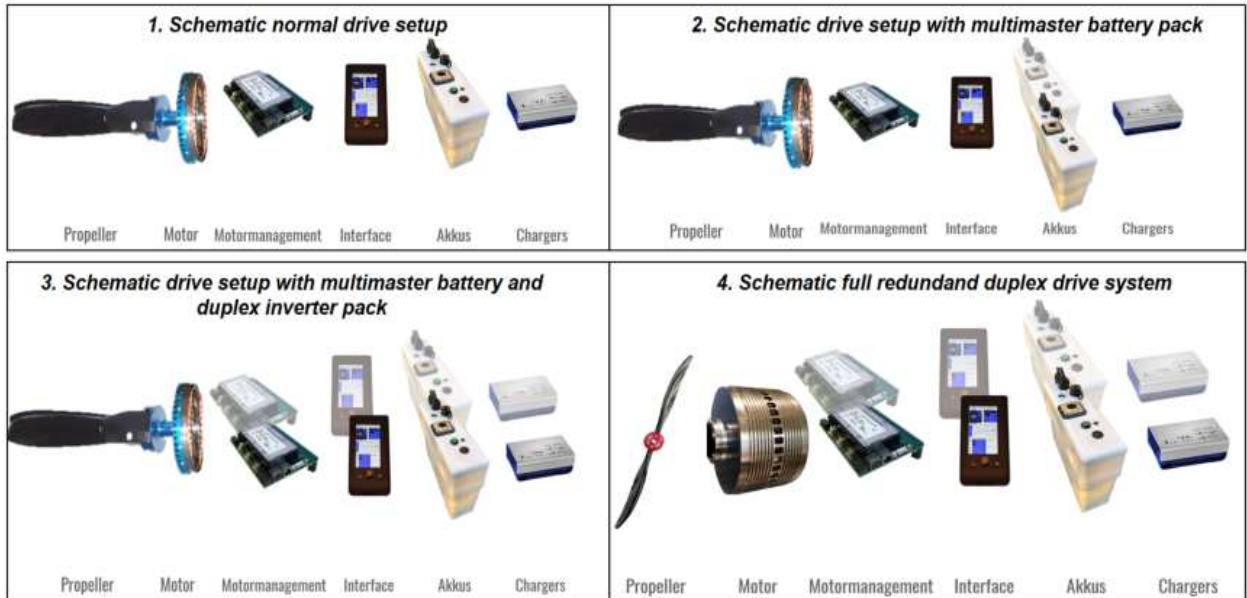 1. Schematic normal drive setup
Propeller Motor Motormanagement Interface Akkus Chargers
2. Schematic drive setup with multimaster battery pack
Propeller Motor Motormanagement Interface Akkus Chargers
3. Schematic drive setup with multimaster battery and
duplex inverter pack
Propeller Motor Motormanagement Interface Akkus Chargers
4. Schematic full redundand duplex drive system
Propeller Motor Motormanagement Interface Akkus Chargers